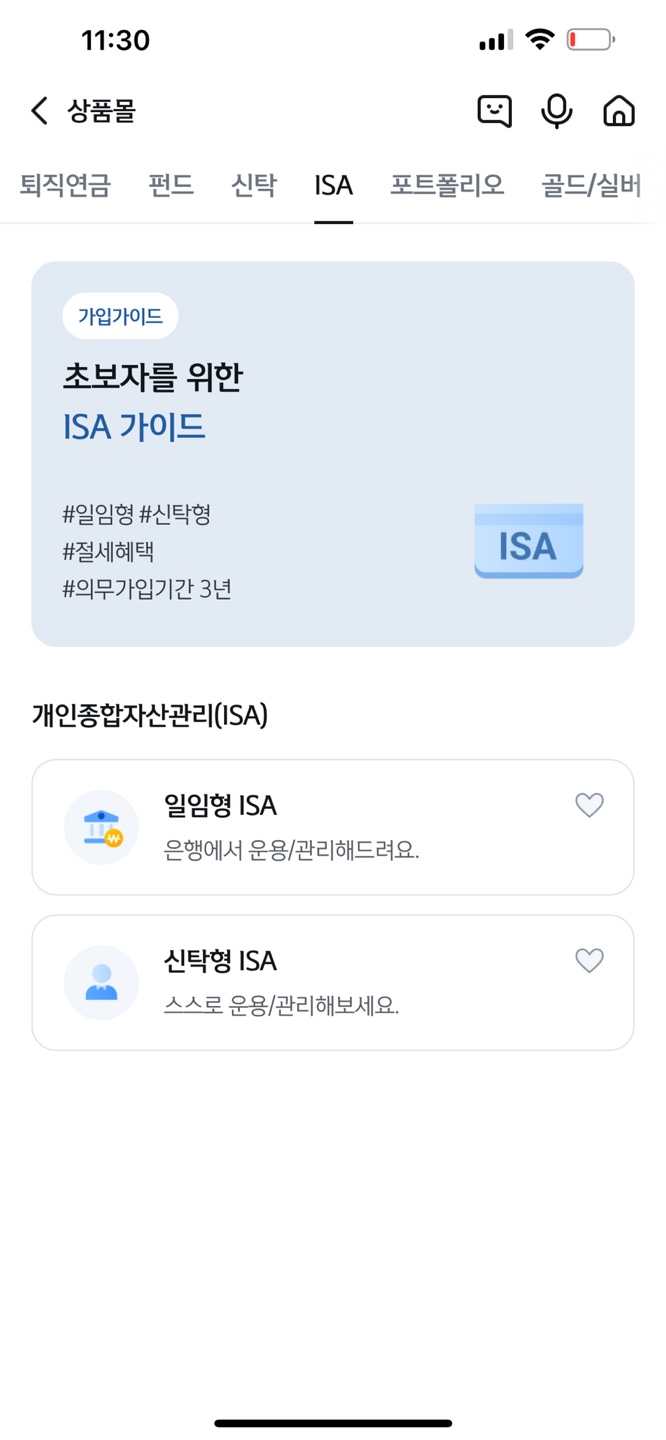 11:30
상품몰
퇴직연금 펀드 신탁 ISA 포트폴리오 골드/실버
가입가이드
초보자를 위한
ISA 가이드
#일임형 #신탁형
#절세혜택
#의무가입기간 3년
ISA
개인종합자산관리(ISA)
일임형 ISA
은행에서 운용/관리해드려요.
신탁형 ISA
스스로 운용/관리해보세요.